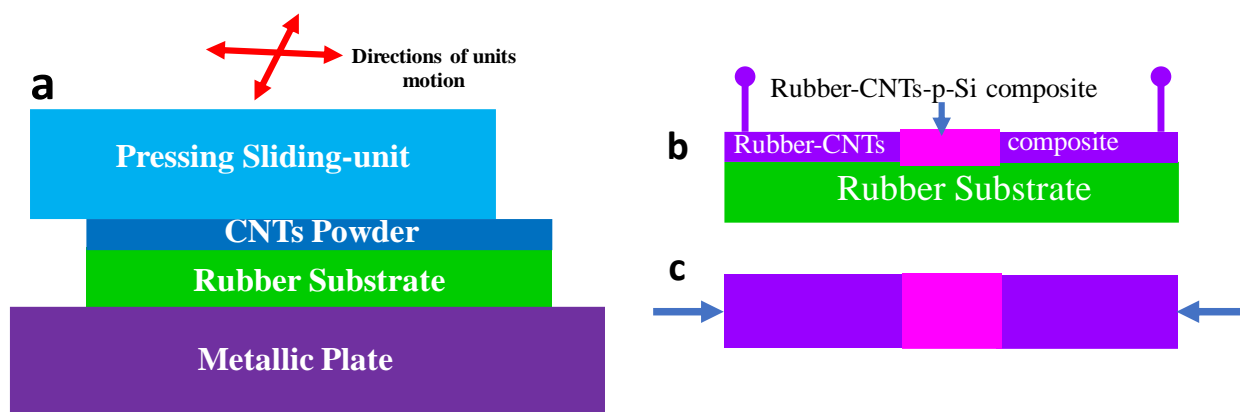 Directions of units
motion
a
Pressing Sliding-unit
CNTs Powder
Rubber Substrate
Metallic Plate
Rubber-CNTs-p-Si composite
b
Rubber-CNTs composite
Rubber Substrate
c